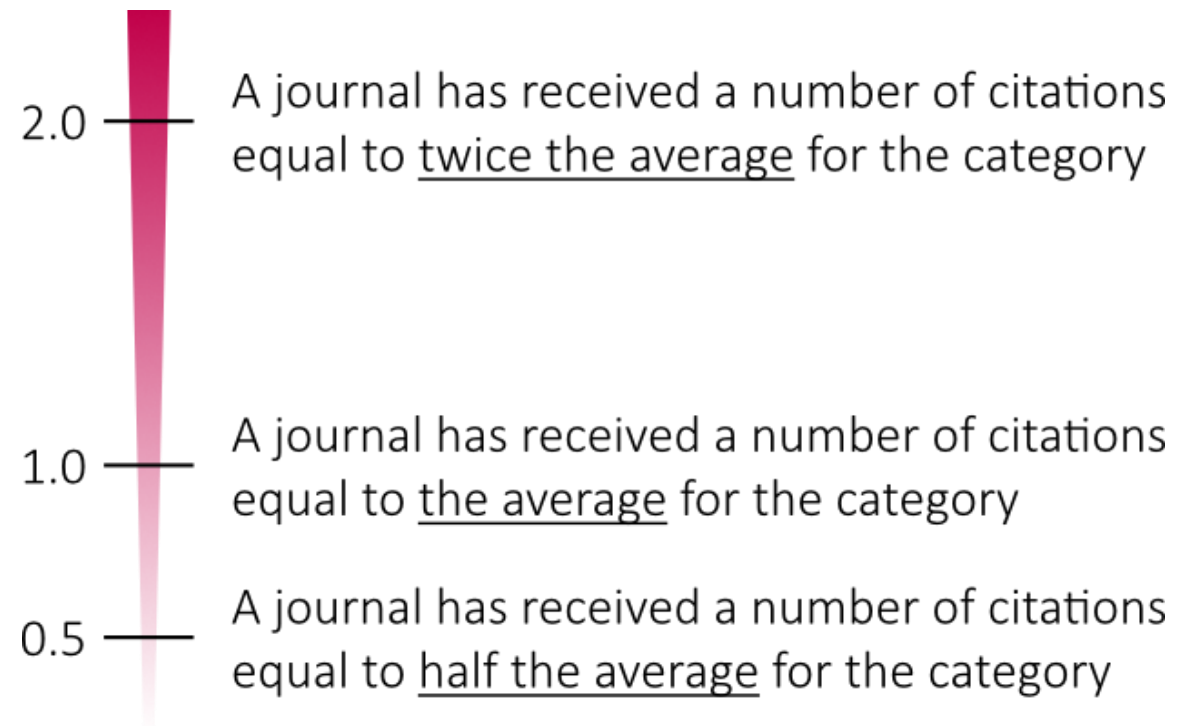 2.0
A journal has received a number of citations
equal to twice the average for the category
1.0
A journal has received a number of citations
equal to the average for the category
0.5
A journal has received a number of citations
equal to half the average for the category